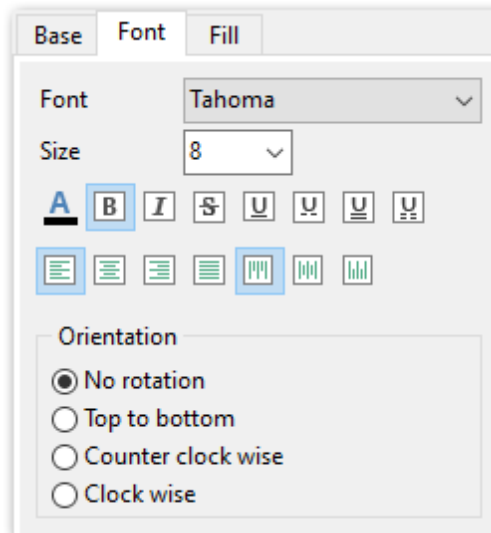 Base Font Fill
Font Tahoma
Size 8
A B I S U U U U
Orientation
No rotation
Top to bottom
Counter clock wise
Clock wise